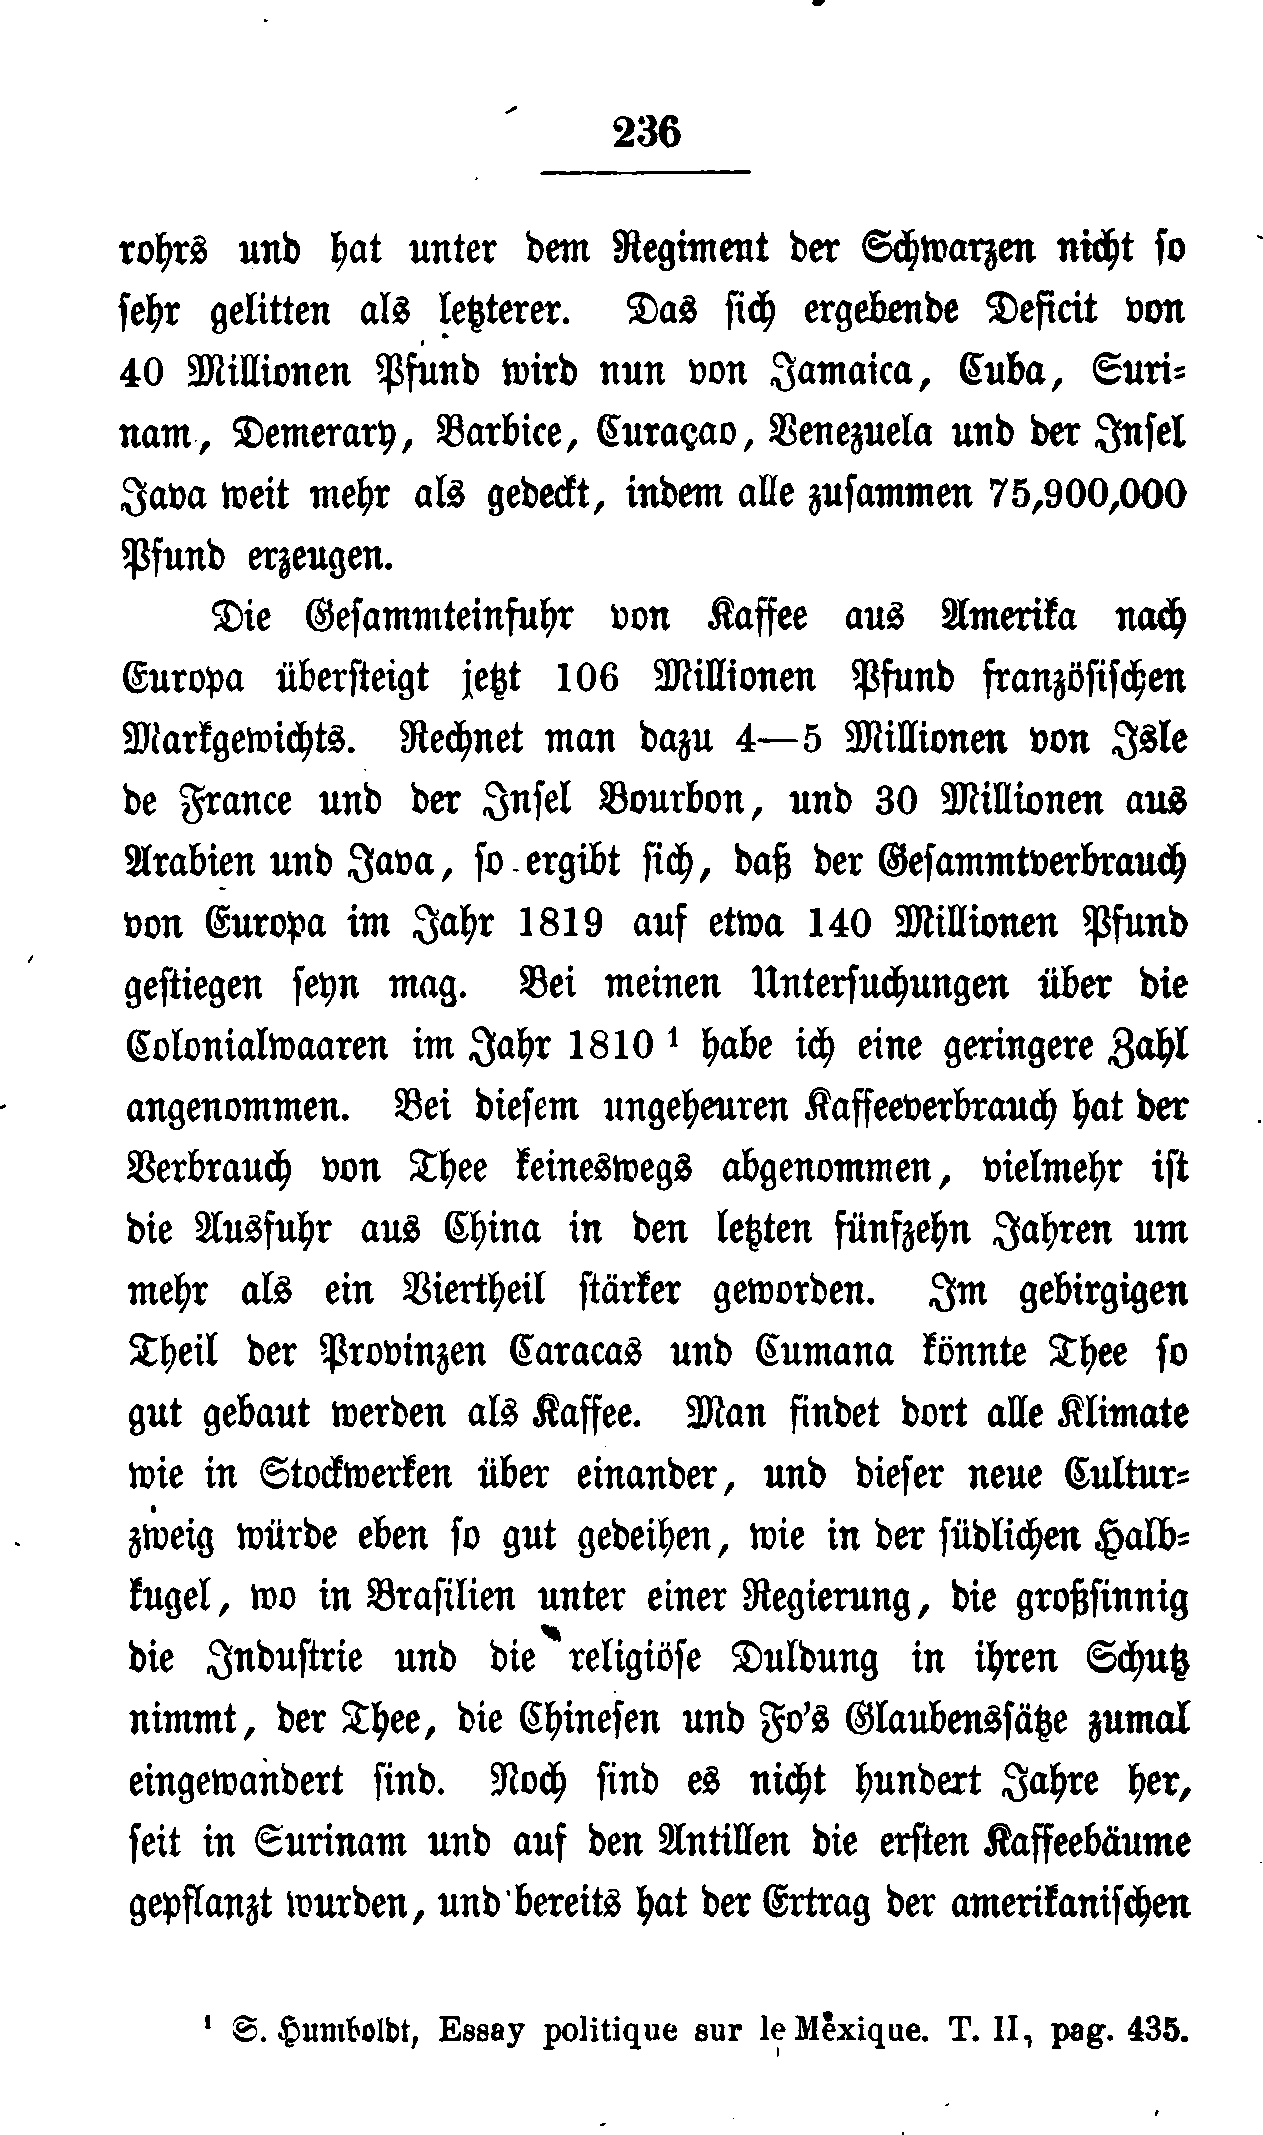 236
rohrs und hat unter dem Regiment der Schwarzen nicht so
sehr gelitten als letzterer. Das sich ergebende Deficit von
40 Millionen Pfund wird nun von Jamaica, Cuba, Suri-
nam, Demerary, Barbice, Curaçao, Venezuela und der Insel
Java weit mehr als gedeckt, indem alle zusammen 75,900,000
Pfund erzeugen.
Die Gesammteinfuhr von Kaffee aus Amerika nach
Europa übersteigt jetzt 106 Millionen Pfund französischen
Markgewichts. Rechnet man dazu 4—5 Millionen von Isle
de France und der Insel Bourbon, und 30 Millionen aus
Arabien und Java, so ergibt sich, daß der Gesammtverbrauch
von Europa im Jahr 1819 auf etwa 140 Millionen Pfund
gestiegen seyn mag. Bei meinen Untersuchungen über die
Colonialwaaren im Jahr 1810 ¹ habe ich eine geringere Zahl
angenommen. Bei diesem ungeheuren Kaffeeverbrauch hat der
Verbrauch von Thee keineswegs abgenommen, vielmehr ist
die Ausfuhr aus China in den letzten fünfzehn Jahren um
mehr als ein Viertheil stärker geworden. Im gebirgigen
Theil der Provinzen Caracas und Cumana könnte Thee so
gut gebaut werden als Kaffee. Man findet dort alle Klimate
wie in Stockwerken über einander, und dieser neue Cultur-
zweig würde eben so gut gedeihen, wie in der südlichen Halb-
kugel, wo in Brasilien unter einer Regierung, die großsinnig
die Industrie und die religiöse Duldung in ihren Schutz
nimmt, der Thee, die Chinesen und Fo's Glaubenssätze zumal
eingewandert sind. Noch sind es nicht hundert Jahre her,
seit in Surinam und auf den Antillen die ersten Kaffeebäume
gepflanzt wurden, und bereits hat der Ertrag der amerikanischen
¹ S. Humboldt, Essay politique sur le Mexique. T. II, pag. 435.